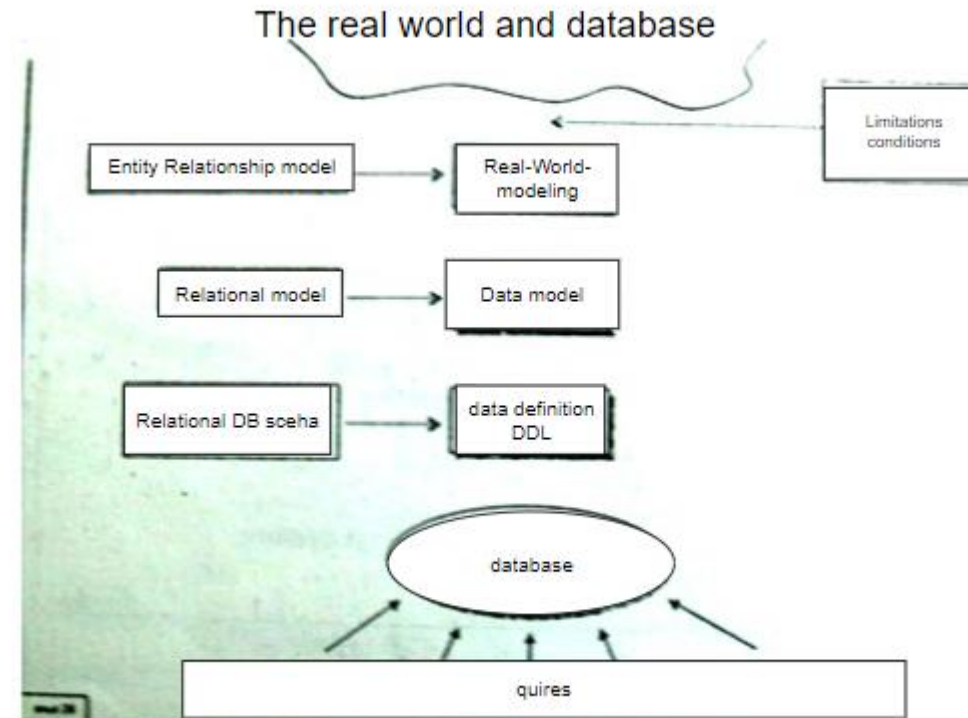 The real world and database
Limitations
conditions
Entity Relationship model
Real-World-
modeling
Relational model
Data model
Relational DB sceha
data definition
DDL
database
quires